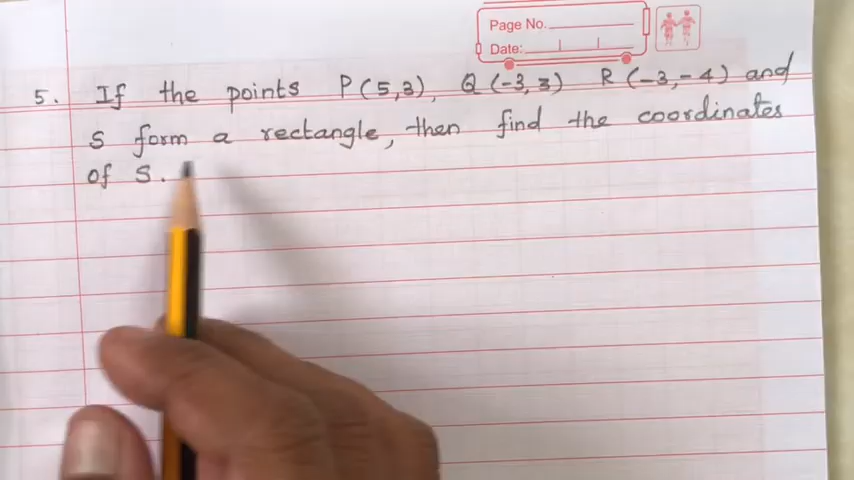 Page No.
Date:
5. If the points P(5,3), Q(-3,3) R(-3,-4) and
S form a rectangle, then find the coordinates
of S.